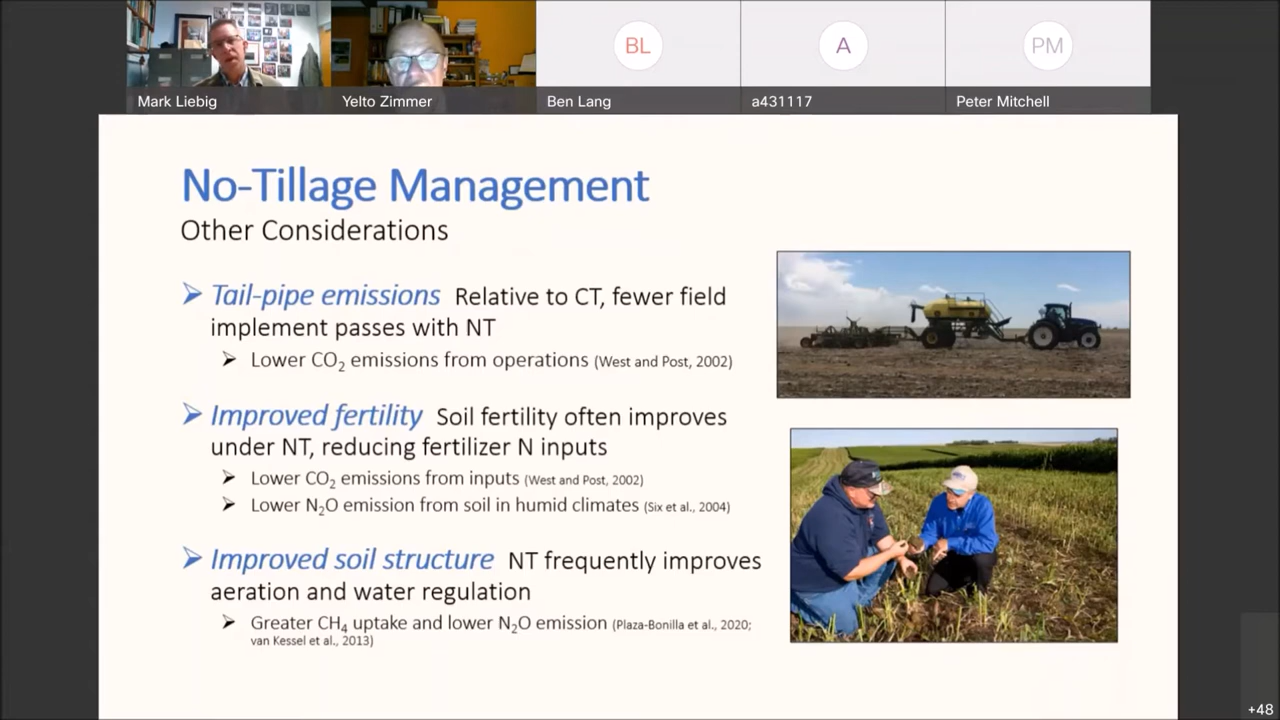 Mark Liebig
Yelto Zimmer
BL
Ben Lang
A
a431117
PM
Peter Mitchell
No-Tillage Management
Other Considerations
Tail-pipe emissions Relative to CT, fewer field
implement passes with NT
Lower CO₂ emissions from operations (West and Post, 2002)
Improved fertility Soil fertility often improves
under NT, reducing fertilizer N inputs
Lower CO₂ emissions from inputs (West and Post, 2002)
Lower N₂O emission from soil in humid climates (Six et al., 2004)
Improved soil structure NT frequently improves
aeration and water regulation
Greater CH₄ uptake and lower N₂O emission (Plaza-Bonilla et al., 2020;
van Kessel et al., 2013)
+48